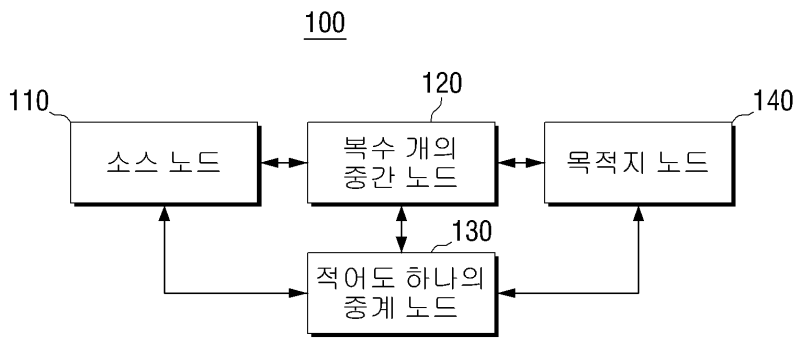 100
110
소스 노드
120
복수 개의
중간 노드
140
목적지 노드
130
적어도 하나의
중계 노드